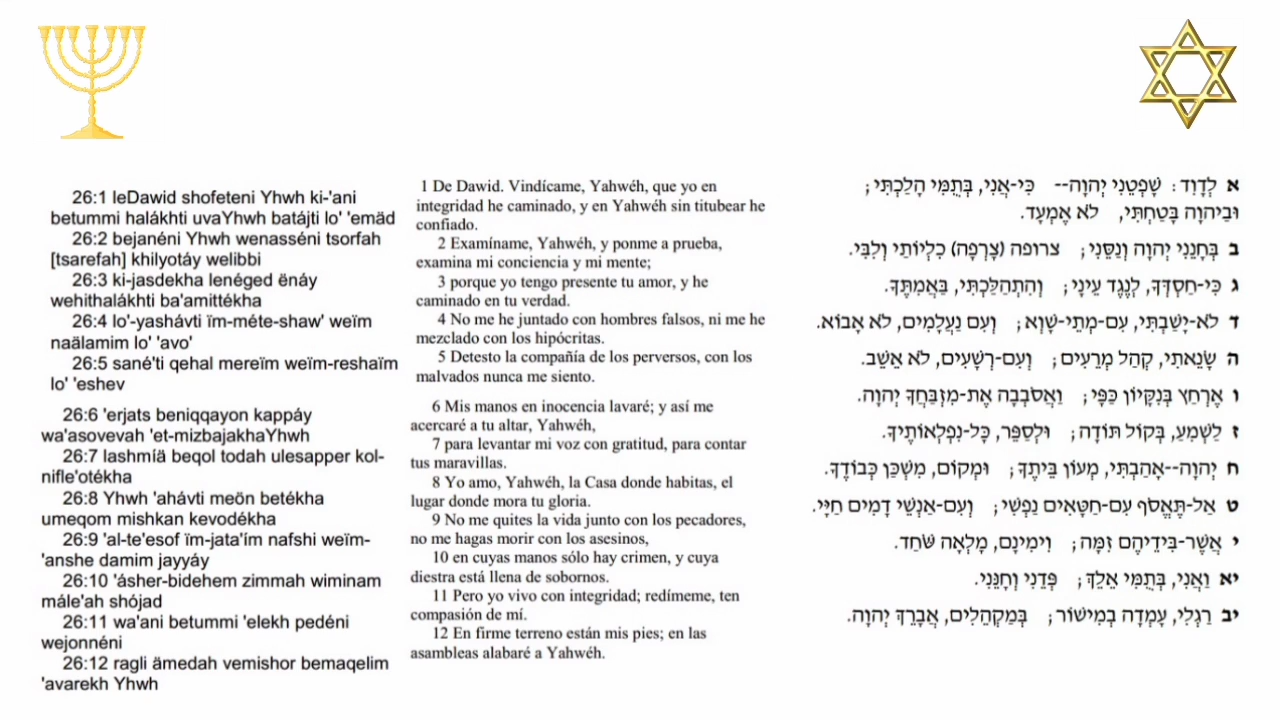 26:1 leDawid shofeteni Yhwh ki-'ani
betummi halákhti uvaYhwh batájti lo' 'emäd
26:2 bejanéni Yhwh wenasséni tsorfah
[tsarefah] khilyotáy welibbi
26:3 ki-jasdekha lenéged ënáy
wehithalákhti ba'amittékha
26:4 lo'-yashávti ïm-méte-shaw' weïm
naälamim lo' 'avo'
26:5 sané'ti qehal mereïm weïm-reshaïm
lo' 'eshev
26:6 'erjats beniqqayon kappáy
wa'asovevah 'et-mizbajakhaYhwh
26:7 lashmíä beqol todah ulesapper kol-
nifle'otékha
26:8 Yhwh 'ahávti meön betékha
umeqom mishkan kevodékha
26:9 'al-te'esof ïm-jata'ím nafshi weïm-
'anshe damim jayyáy
26:10 'ásher-bidehem zimmah wiminam
mále'ah shójad
26:11 wa'ani betummi 'elekh pedéni
wejonnéni
26:12 ragli ämedah vemishor bemaqelim
'avarekh Yhwh
1 De Dawid. Vindícame, Yahwéh, que yo en
integridad he caminado, y en Yahwéh sin titubear he
confiado.
2 Examíname, Yahwéh, y ponme a prueba,
examina mi conciencia y mi mente;
3 porque yo tengo presente tu amor, y he
caminado en tu verdad.
4 No me he juntado con hombres falsos, ni me he
mezclado con los hipócritas.
5 Detesto la compañía de los perversos, con los
malvados nunca me siento.
6 Mis manos en inocencia lavaré; y así me
acercaré a tu altar, Yahwéh,
7 para levantar mi voz con gratitud, para contar
tus maravillas.
8 Yo amo, Yahwéh, la Casa donde habitas, el
lugar donde mora tu gloria.
9 No me quites la vida junto con los pecadores,
no me hagas morir con los asesinos,
10 en cuyas manos sólo hay crimen, y cuya
diestra está llena de sobornos.
11 Pero yo vivo con integridad; redímeme, ten
compasión de mí.
12 En firme terreno están mis pies; en las
asambleas alabaré a Yahwéh.
א לְדָוִד: שָׁפְטֵנִי יְהוָה-- כִּי-אֲנִי, בְּתֻמִּי הָלַכְתִּי;
וּבַיהוָה בָּטַחְתִּי, לֹא אֶמְעָד.
ב בְּחָנֵנִי יְהוָה וְנַסֵּנִי; צרופה (צָרְפָה) כִלְיוֹתַי וְלִבִּי.
ג כִּי-חַסְדְּךָ, לְנֶגֶד עֵינָי; וְהִתְהַלַּכְתִּי, בַּאֲמִתֶּךָ.
ד לֹא-יָשַׁבְתִּי, עִם-מְתֵי-שָׁוְא; וְעִם נַעֲלָמִים, לֹא אָבוֹא.
ה שָׂנֵאתִי, קְהַל מְרֵעִים; וְעִם-רְשָׁעִים, לֹא אֵשֵׁב.
ו אֶרְחַץ בְּנִקָּיוֹן כַּפָּי; וַאֲסֹבְבָה אֶת-מִזְבַּחֲךָ יְהוָה.
ז לַשְׁמִעַ, בְּקוֹל תּוֹדָה; וּלְסַפֵּר, כָּל-נִפְלְאוֹתֶיךָ.
ח יְהוָה--אָהַבְתִּי, מְעוֹן בֵּיתֶךָ; וּמְקוֹם, מִשְׁכַּן כְּבוֹדֶךָ.
ט אַל-תֶּאֱסֹף עִם-חַטָּאִים נַפְשִׁי; וְעִם-אַנְשֵׁי דָמִים חַיָּי.
י אֲשֶׁר-בִּידֵיהֶם זִמָּה; וִימִינָם, מָלְאָה שֹּׁחַד.
יא וַאֲנִי, בְּתֻמִּי אֵלֵךְ; פְּדֵנִי וְחָנֵּנִי.
יב רַגְלִי, עָמְדָה בְמִישׁוֹר; בְּמַקְהֵלִים, אֲבָרֵךְ יְהוָה.